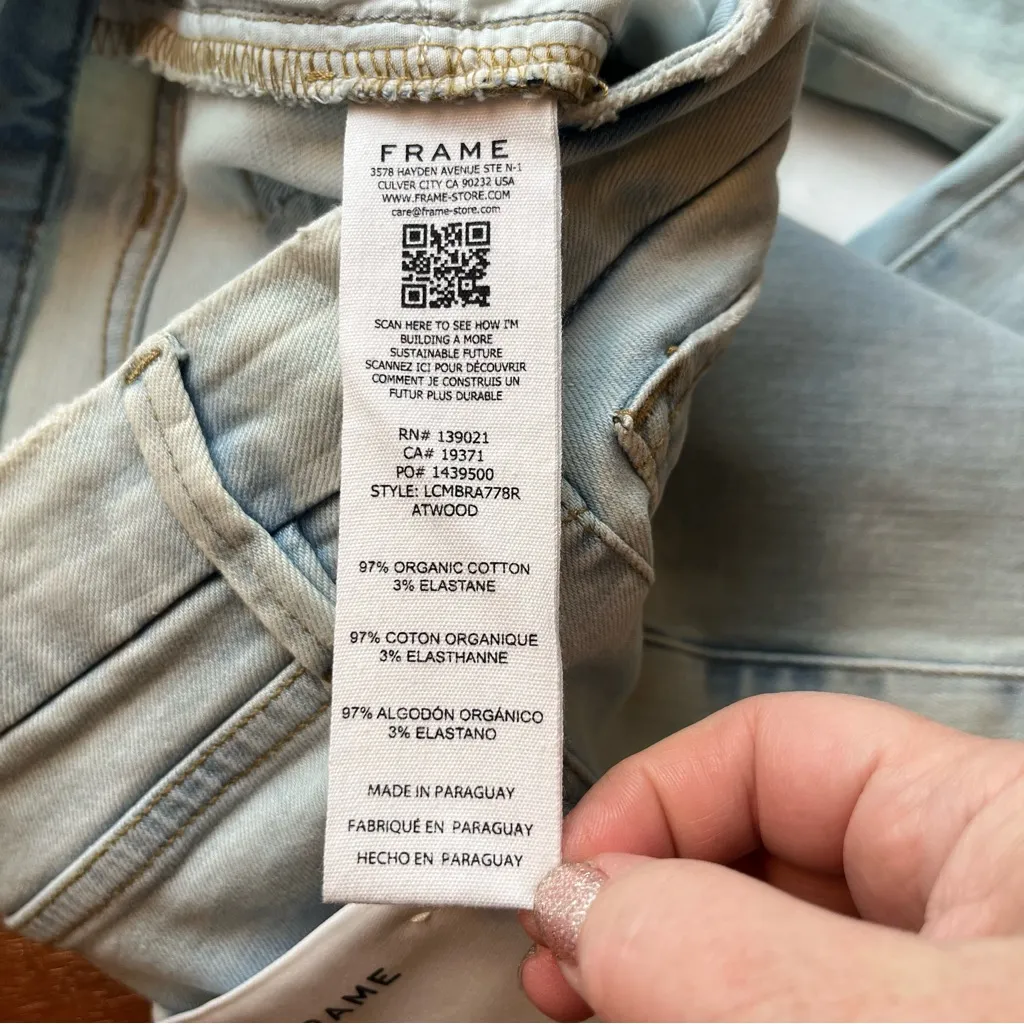 FRAME
3578 HAYDEN AVENUE STE N-1
CULVER CITY CA 90232 USA
WWW.FRAME-STORE.COM
care@frame-store.com
SCAN HERE TO SEE HOW I'M
BUILDING A MORE
SUSTAINABLE FUTURE
SCANNEZ ICI POUR DÉCOUVRIR
COMMENT JE CONSTRUIS UN
FUTUR PLUS DURABLE
RN# 139021
CA# 19371
PO# 1439500
STYLE: LCMBRA778R
ATWOOD
97% ORGANIC COTTON
3% ELASTANE
97% COTON ORGANIQUE
3% ELASTHANNE
97% ALGODÓN ORGÁNICO
3% ELASTANO
MADE IN PARAGUAY
FABRIQUÉ EN PARAGUAY
HECHO EN PARAGUAY